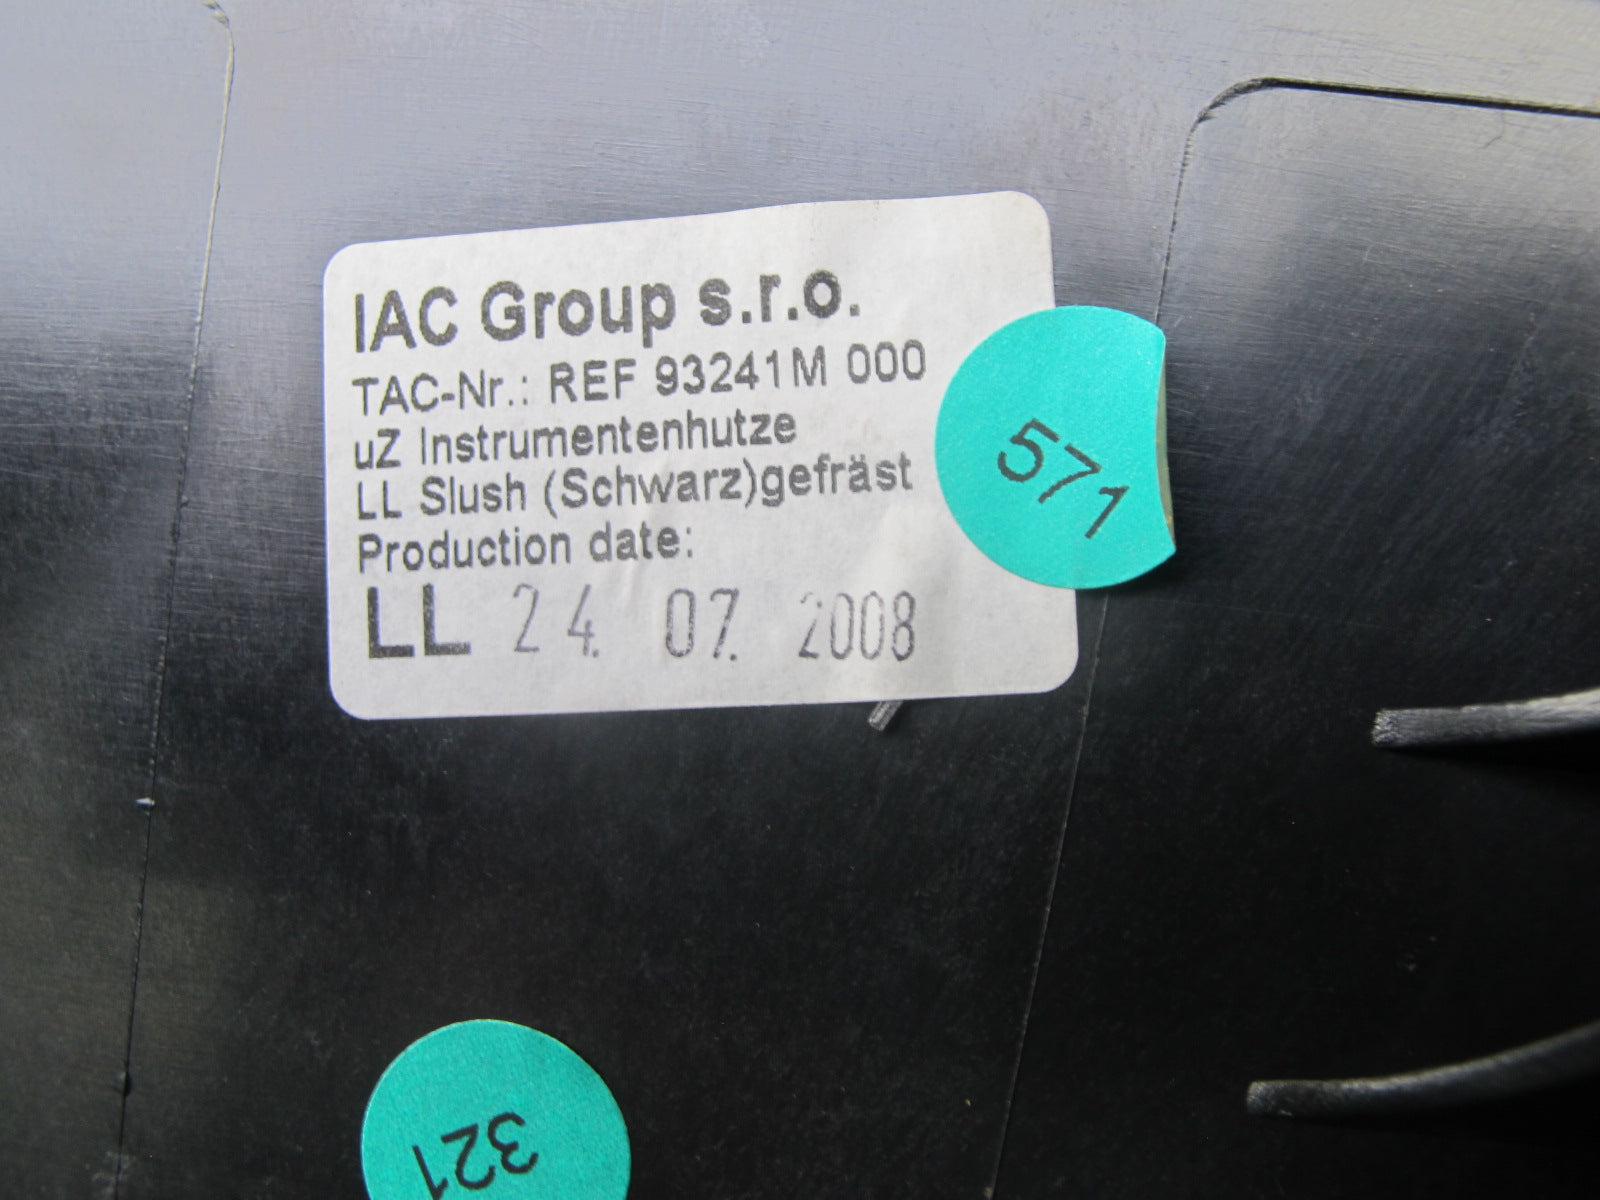 IAC Group s.r.o.
TAC-Nr.: REF 93241M 000
uZ Instrumentenhutze
LL Slush (Schwarz)gefräst
Production date:
LL 24. 07. 2008
571
321